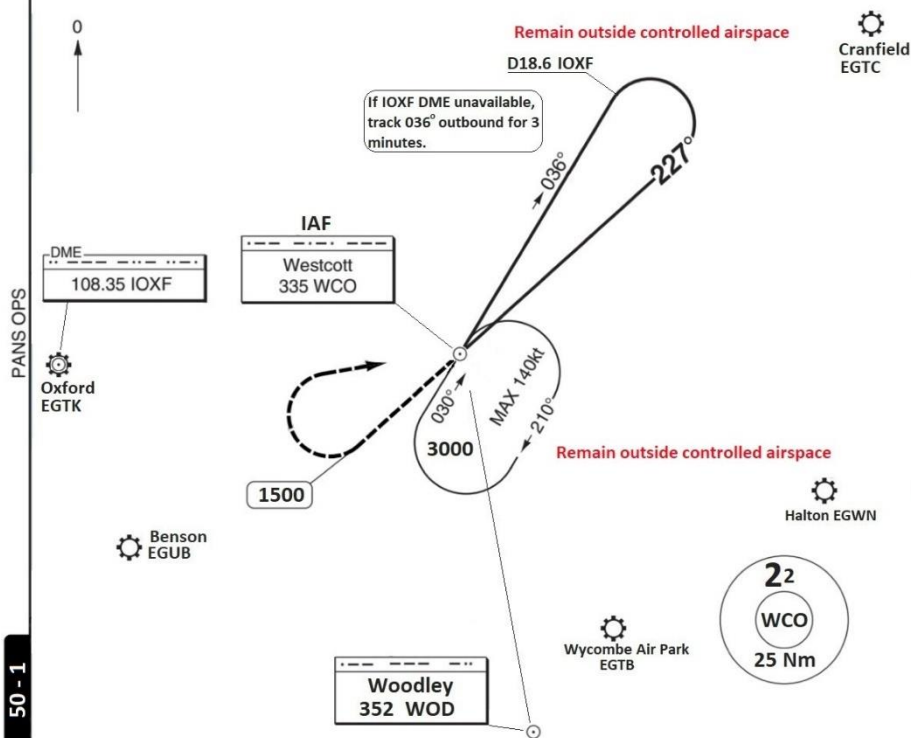 0
Remain outside controlled airspace
Cranfield
EGTC
D18.6 IOXF
If IOXF DME unavailable,
track 036° outbound for 3
minutes.
036°
227°
IAF
DME
108.35 IOXF
Westcott
335 WCO
PANS OPS
Oxford
EGTK
MAX 140kt
030°
210°
3000
Remain outside controlled airspace
1500
Halton EGWN
Benson
EGUB
22
WCO
25 Nm
Wycombe Air Park
EGTB
50 - 1
Woodley
352 WOD